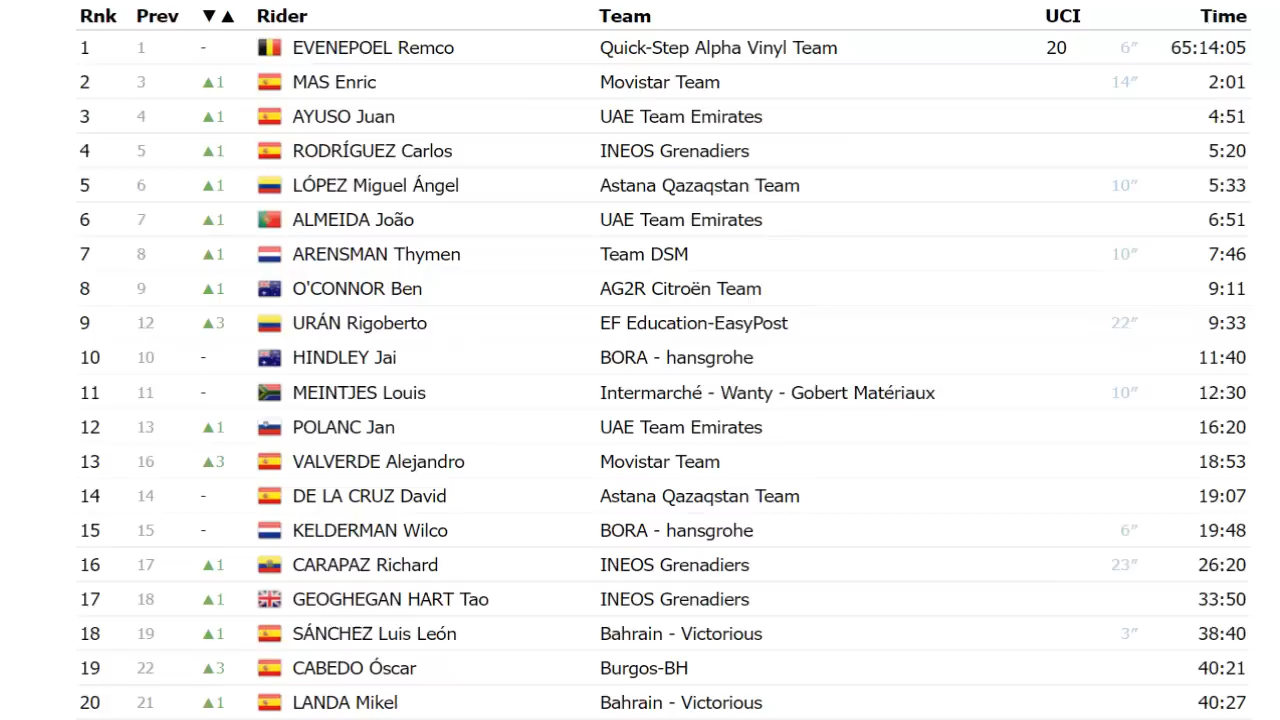 Rnk Prev ▼▲ Rider Team UCI Time
1 1 - EVENEPOEL Remco Quick-Step Alpha Vinyl Team 20 6″ 65:14:05
2 3 ▲1 MAS Enric Movistar Team 14″ 2:01
3 4 ▲1 AYUSO Juan UAE Team Emirates 4:51
4 5 ▲1 RODRÍGUEZ Carlos INEOS Grenadiers 5:20
5 6 ▲1 LÓPEZ Miguel Ángel Astana Qazaqstan Team 10″ 5:33
6 7 ▲1 ALMEIDA João UAE Team Emirates 6:51
7 8 ▲1 ARENSMAN Thymen Team DSM 10″ 7:46
8 9 ▲1 O'CONNOR Ben AG2R Citroën Team 9:11
9 12 ▲3 URÁN Rigoberto EF Education-EasyPost 22″ 9:33
10 10 - HINDLEY Jai BORA - hansgrohe 11:40
11 11 - MEINTJES Louis Intermarché - Wanty - Gobert Matériaux 10″ 12:30
12 13 ▲1 POLANC Jan UAE Team Emirates 16:20
13 16 ▲3 VALVERDE Alejandro Movistar Team 18:53
14 14 - DE LA CRUZ David Astana Qazaqstan Team 19:07
15 15 - KELDERMAN Wilco BORA - hansgrohe 6″ 19:48
16 17 ▲1 CARAPAZ Richard INEOS Grenadiers 23″ 26:20
17 18 ▲1 GEOGHEGAN HART Tao INEOS Grenadiers 33:50
18 19 ▲1 SÁNCHEZ Luis León Bahrain - Victorious 3″ 38:40
19 22 ▲3 CABEDO Óscar Burgos-BH 40:21
20 21 ▲1 LANDA Mikel Bahrain - Victorious 40:27